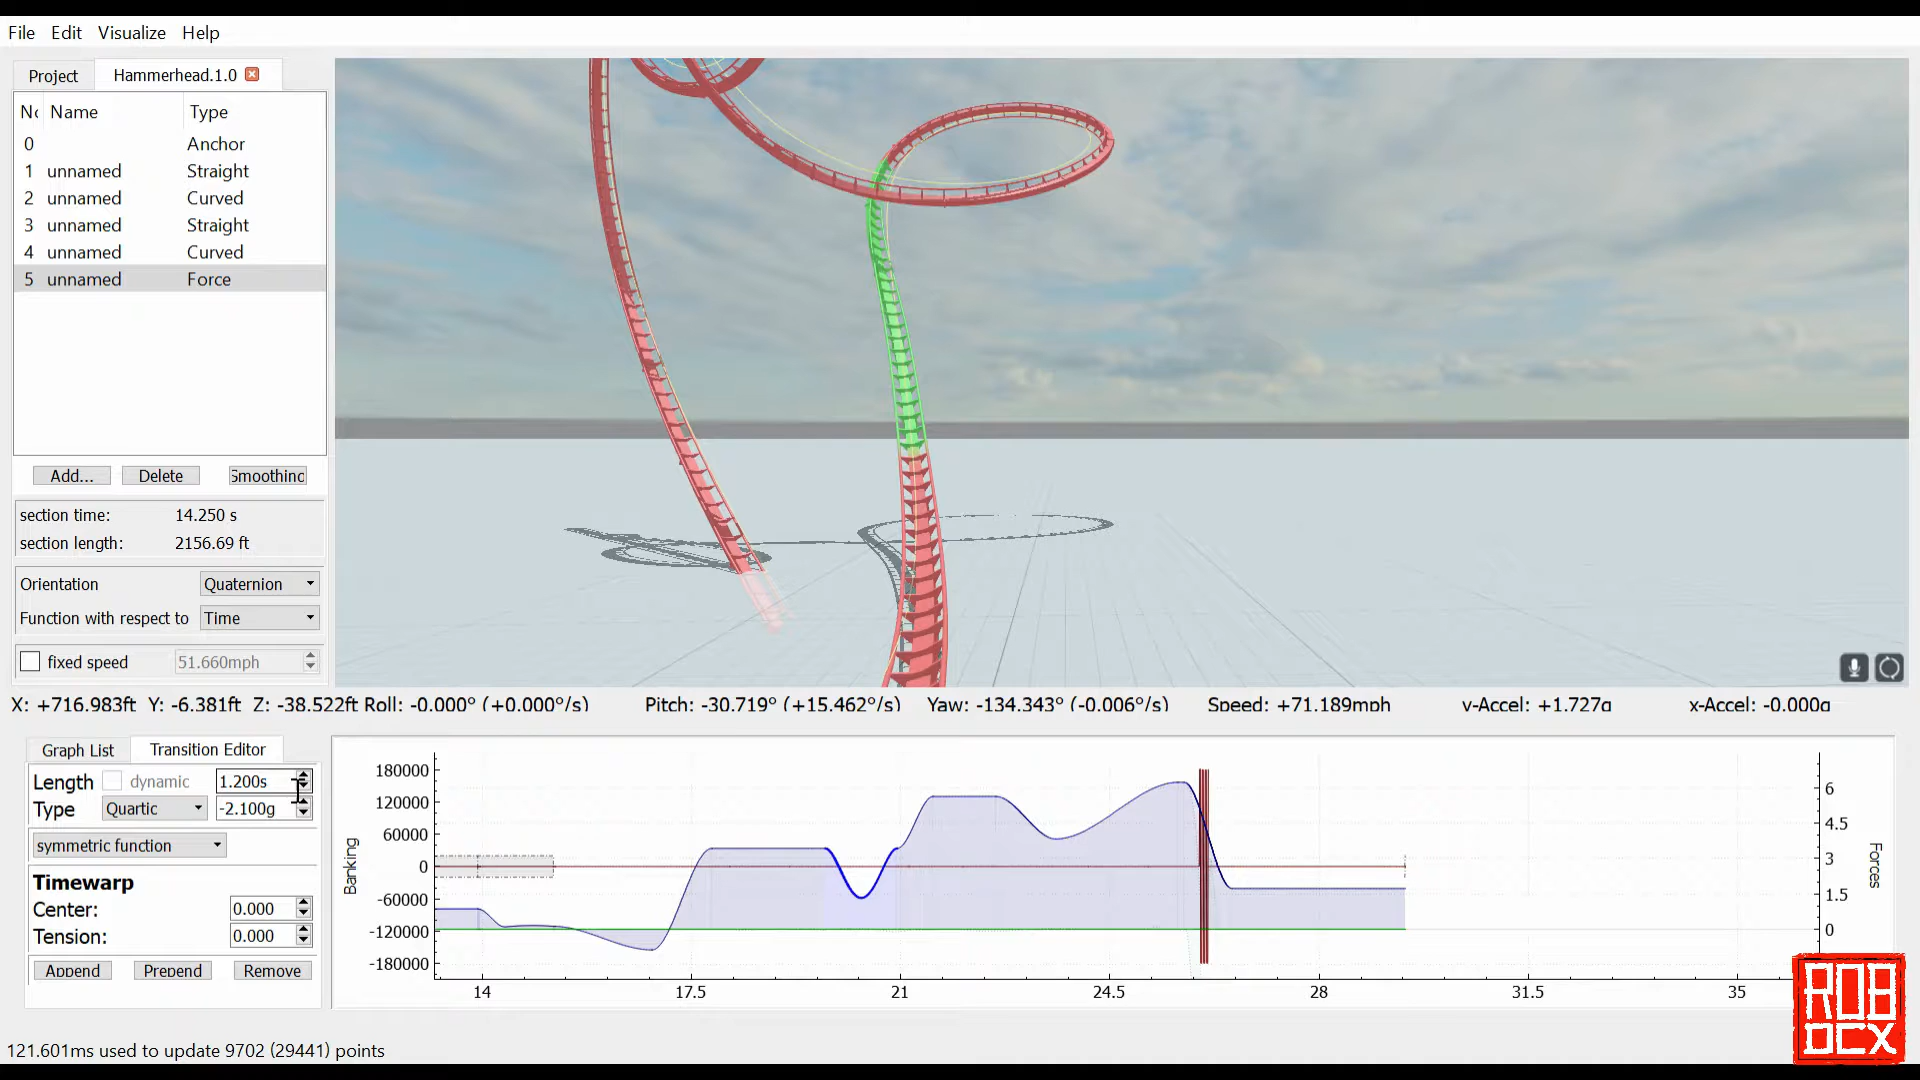 File Edit Visualize Help
Project Hammerhead.1.0
Nc Name Type
0 Anchor
1 unnamed Straight
2 unnamed Curved
3 unnamed Straight
4 unnamed Curved
5 unnamed Force
Add... Delete Smoothing
section time: 14.250 s
section length: 2156.69 ft
Orientation Quaternion
Function with respect to Time
fixed speed 51.660mph
X: +716.983ft Y: -6.381ft Z: -38.522ft Roll: -0.000° (+0.000°/s) Pitch: -30.719° (+15.462°/s) Yaw: -134.343° (-0.006°/s) Speed: +71.189mph y-Accel: +1.727g x-Accel: -0.000g
Graph List Transition Editor
Length dynamic 1.200s
Type Quartic -2.100g
symmetric function
Timewarp
Center: 0.000
Tension: 0.000
Append Prepend Remove
Banking
180000
120000
60000
0
-60000
-120000
-180000
14 17.5 21 24.5 28 31.5 35
6
4.5
3
1.5
0
Forces
ROB
DCX
121.601ms used to update 9702 (29441) points